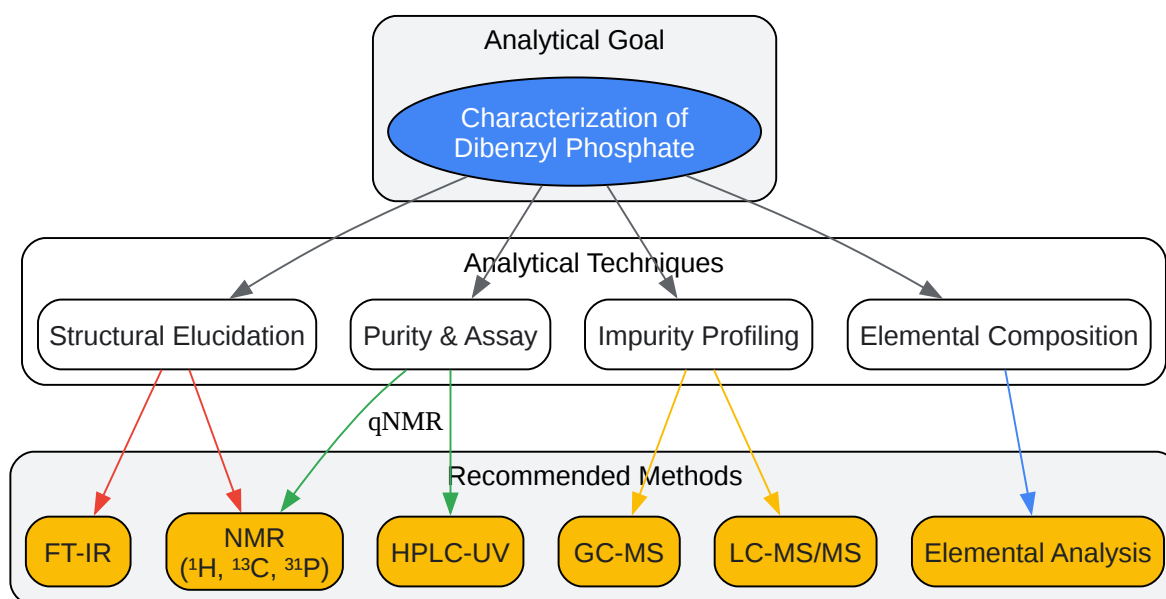 Analytical Goal
Characterization of
Dibenzyl Phosphate
Analytical Techniques
Structural Elucidation
Purity & Assay
Impurity Profiling
Elemental Composition
qNMR
Recommended Methods
FT-IR
NMR
(¹H, ¹³C, ³¹P)
HPLC-UV
GC-MS
LC-MS/MS
Elemental Analysis